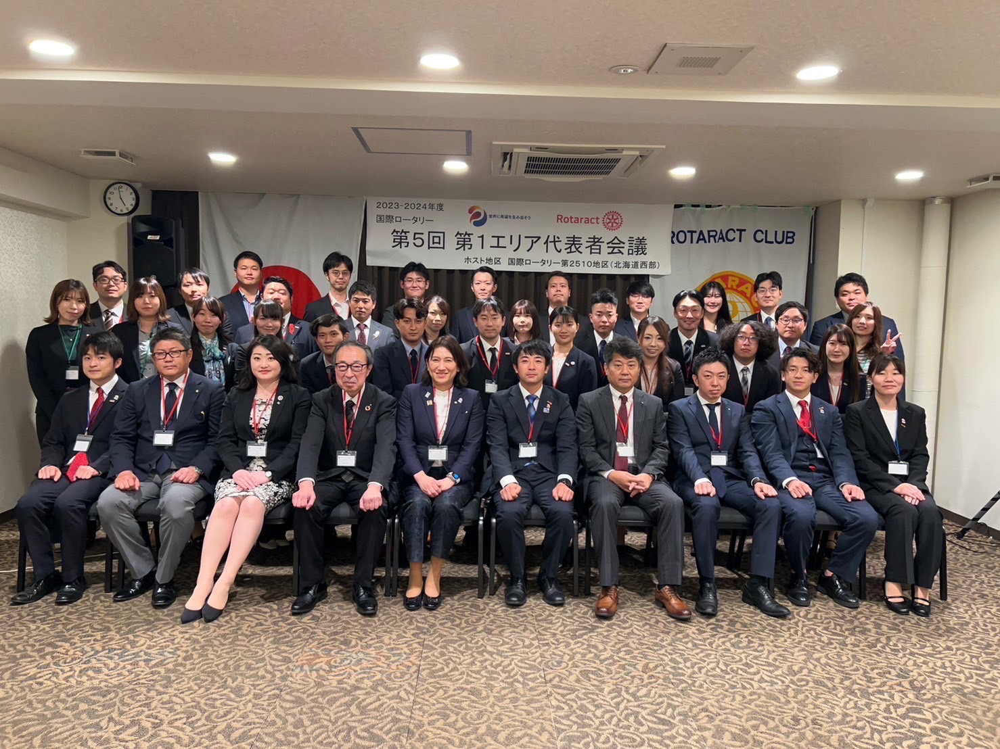 2023-2024年度
国際ロータリー
世界に希望を生み出そう
Rotaract
第5回 第1エリア代表者会議
ホスト地区 国際ロータリー第2510地区(北海道西部)
ROTARACT CLUB